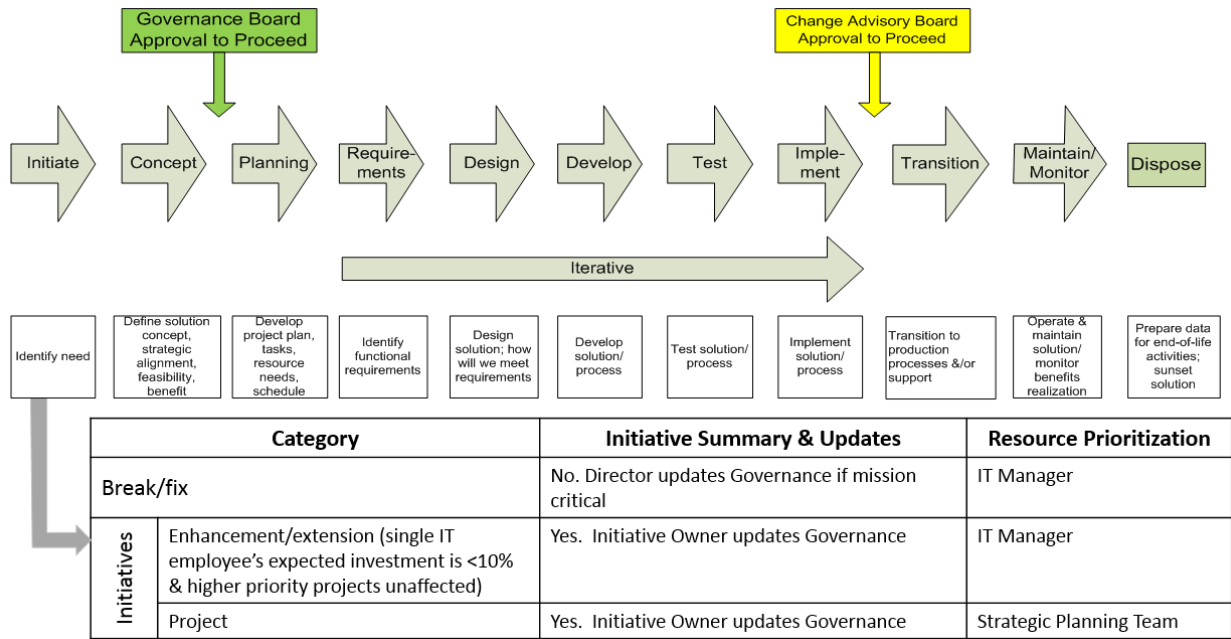 Governance Board
Approval to Proceed
Change Advisory Board
Approval to Proceed
Initiate
Concept
Planning
Require-
ments
Design
Develop
Test
Imple-
ment
Transition
Maintain/
Monitor
Dispose
Iterative
Identify need
Define solution
concept,
strategic
alignment,
feasibility,
benefit
Develop
project plan,
tasks,
resource
needs,
schedule
Identify
functional
requirements
Design
solution; how
will we meet
requirements
Develop
solution/
process
Test solution/
process
Implement
solution/
process
Transition to
production
processes &/or
support
Operate &
maintain
solution/
monitor
benefits
realization
Prepare data
for end-of-life
activities;
sunset
solution
Category
Initiative Summary & Updates
Resource Prioritization
Break/fix
No. Director updates Governance if mission
critical
IT Manager
Initiatives
Enhancement/extension (single IT
employee’s expected investment is <10%
& higher priority projects unaffected)
Yes.  Initiative Owner updates Governance
IT Manager
Project
Yes.  Initiative Owner updates Governance
Strategic Planning Team